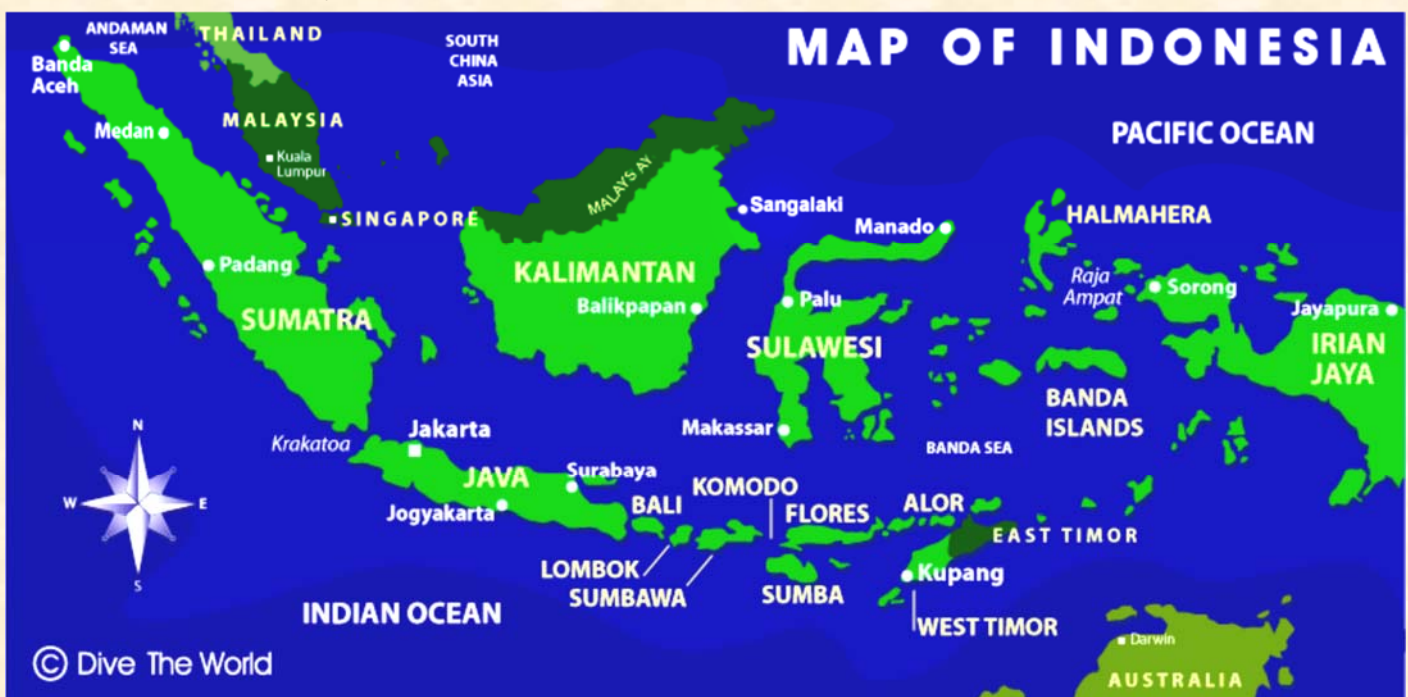 MAP OF INDONESIA
ANDAMAN
SEA
THAILAND
SOUTH
CHINA
ASIA
Banda
Aceh
Medan
MALAYSIA
Kuala
Lumpur
SINGAPORE
MALAYS AY
PACIFIC OCEAN
Sangalaki
Manado
HALMAHERA
Padang
KALIMANTAN
Balikpapan
Palu
Raja
Ampat
Sorong
Jayapura
SUMATRA
SULAWESI
IRIAN
JAYA
BANDA
ISLANDS
Krakatoa
Jakarta
Makassar
BANDA SEA
N
W
E
S
JAVA
Surabaya
Jogyakarta
BALI
KOMODO
FLORES
ALOR
EAST TIMOR
LOMBOK
SUMBAWA
SUMBA
Kupang
WEST TIMOR
INDIAN OCEAN
Darwin
AUSTRALIA
© Dive The World